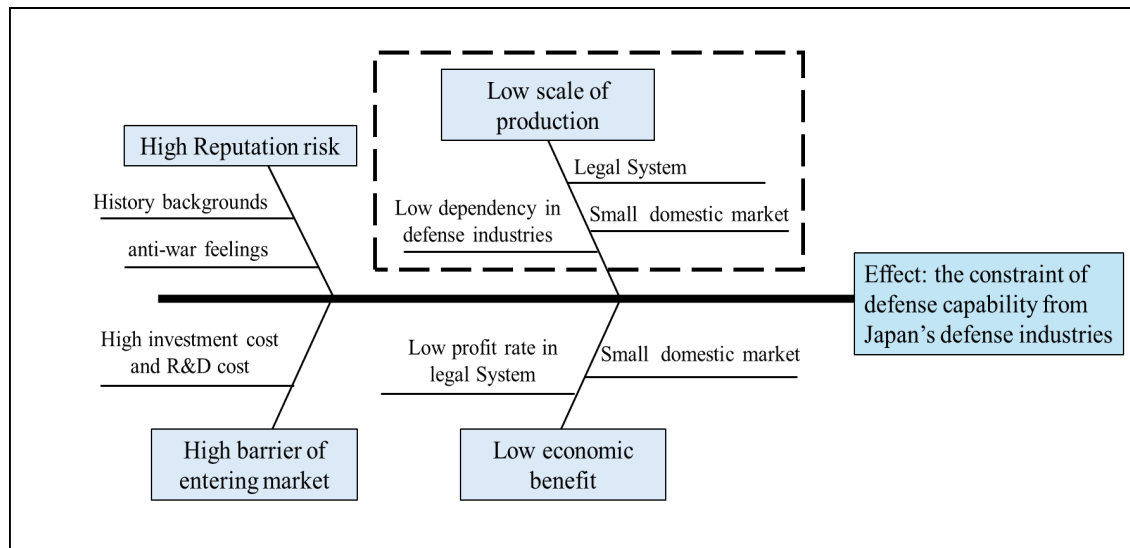 Low scale of
production
High Reputation risk
Legal System
History backgrounds
Low dependency in
defense industries
Small domestic market
anti-war feelings
Effect: the constraint of
defense capability from
Japan's defense industries
High investment cost
and R&D cost
Low profit rate in
legal System
Small domestic market
High barrier of
entering market
Low economic
benefit